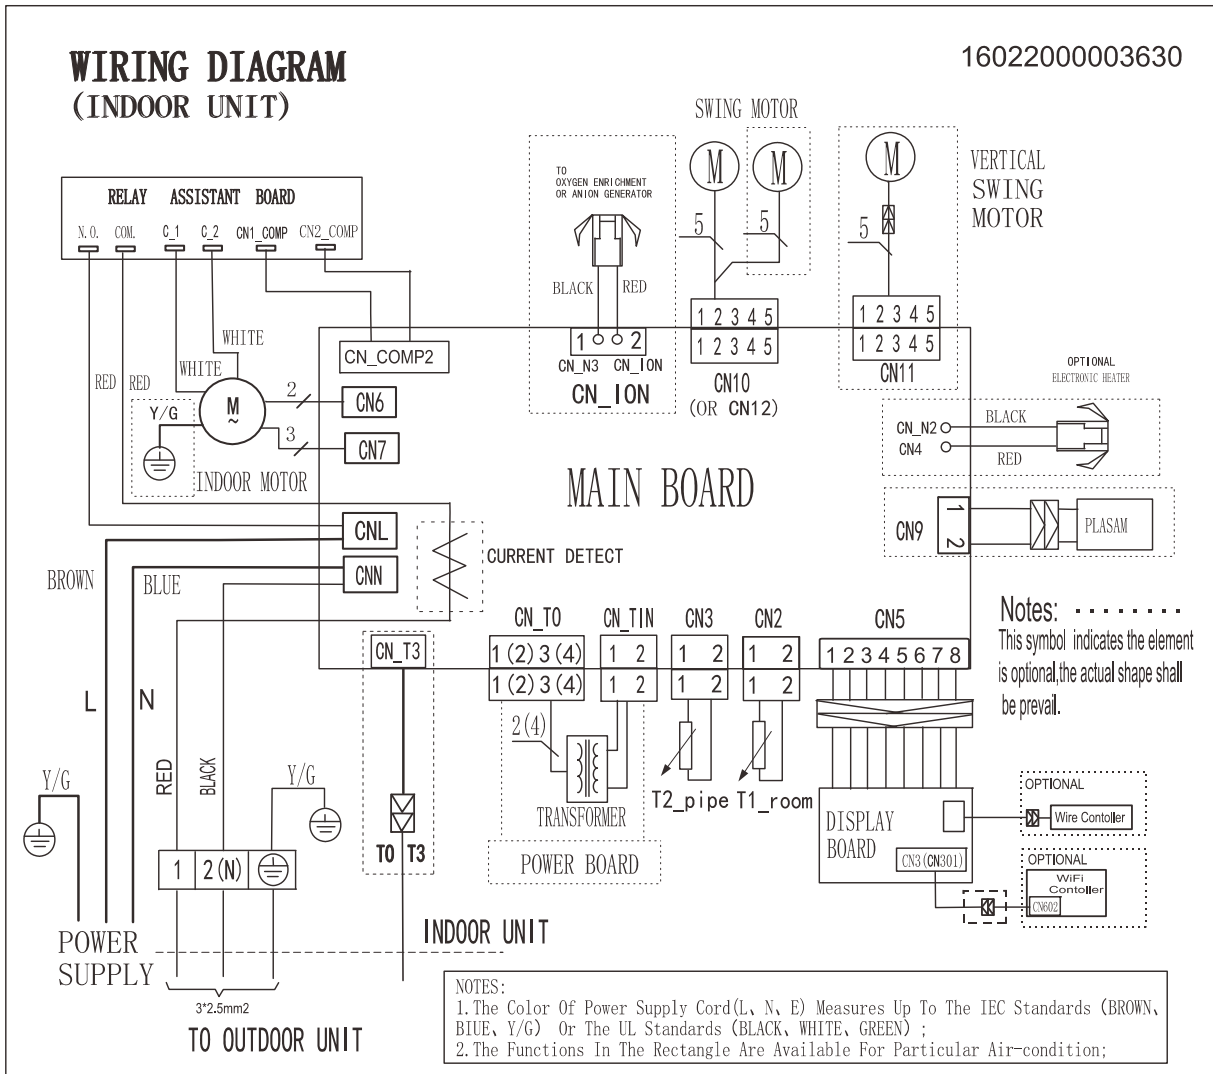 WIRING DIAGRAM
(INDOOR UNIT)
16022000003630
SWING MOTOR
M
M
5
5
TO
OXYGEN ENRICHMENT
OR ANION GENERATOR
BLACK
RED
1 2
CN_N3 CN_ION
CN_ION
1 2 3 4 5
1 2 3 4 5
CN10
(OR CN12)
M
5
VERTICAL
SWING
MOTOR
1 2 3 4 5
1 2 3 4 5
CN11
RELAY ASSISTANT BOARD
N.O. COM. C_1 C_2 CN1_COMP CN2_COMP
WHITE
WHITE
RED RED
CN_COMP2
Y/G
M
~
2
CN6
3
CN7
INDOOR MOTOR
MAIN BOARD
OPTIONAL
ELECTRONIC HEATER
CN_N2
CN4
BLACK
RED
CN9
1
2
PLASAM
CNL
CNN
CURRENT DETECT
BROWN
BLUE
CN_T3
CN_TO
1(2)3(4)
1(2)3(4)
CN_TIN
1 2
1 2
CN3
1 2
1 2
CN2
1 2
1 2
CN5
1 2 3 4 5 6 7 8
Notes: ·······
This symbol indicates the element
is optional,the actual shape shall
be prevail.
L N
RED
BLACK
Y/G
Y/G
2(4)
TRANSFORMER
POWER BOARD
T2_pipe T1_room
DISPLAY
BOARD
CN3(CN301)
OPTIONAL
Wire Contoller
OPTIONAL
WiFi
Contoller
CN602
TO T3
1 2(N)
POWER
SUPPLY
INDOOR UNIT
3*2.5mm2
TO OUTDOOR UNIT
NOTES:
1.The Color Of Power Supply Cord(L、N、E) Measures Up To The IEC Standards (BROWN、
BIUE、Y/G) Or The UL Standards (BLACK、WHITE、GREEN) ;
2.The Functions In The Rectangle Are Available For Particular Air-condition;